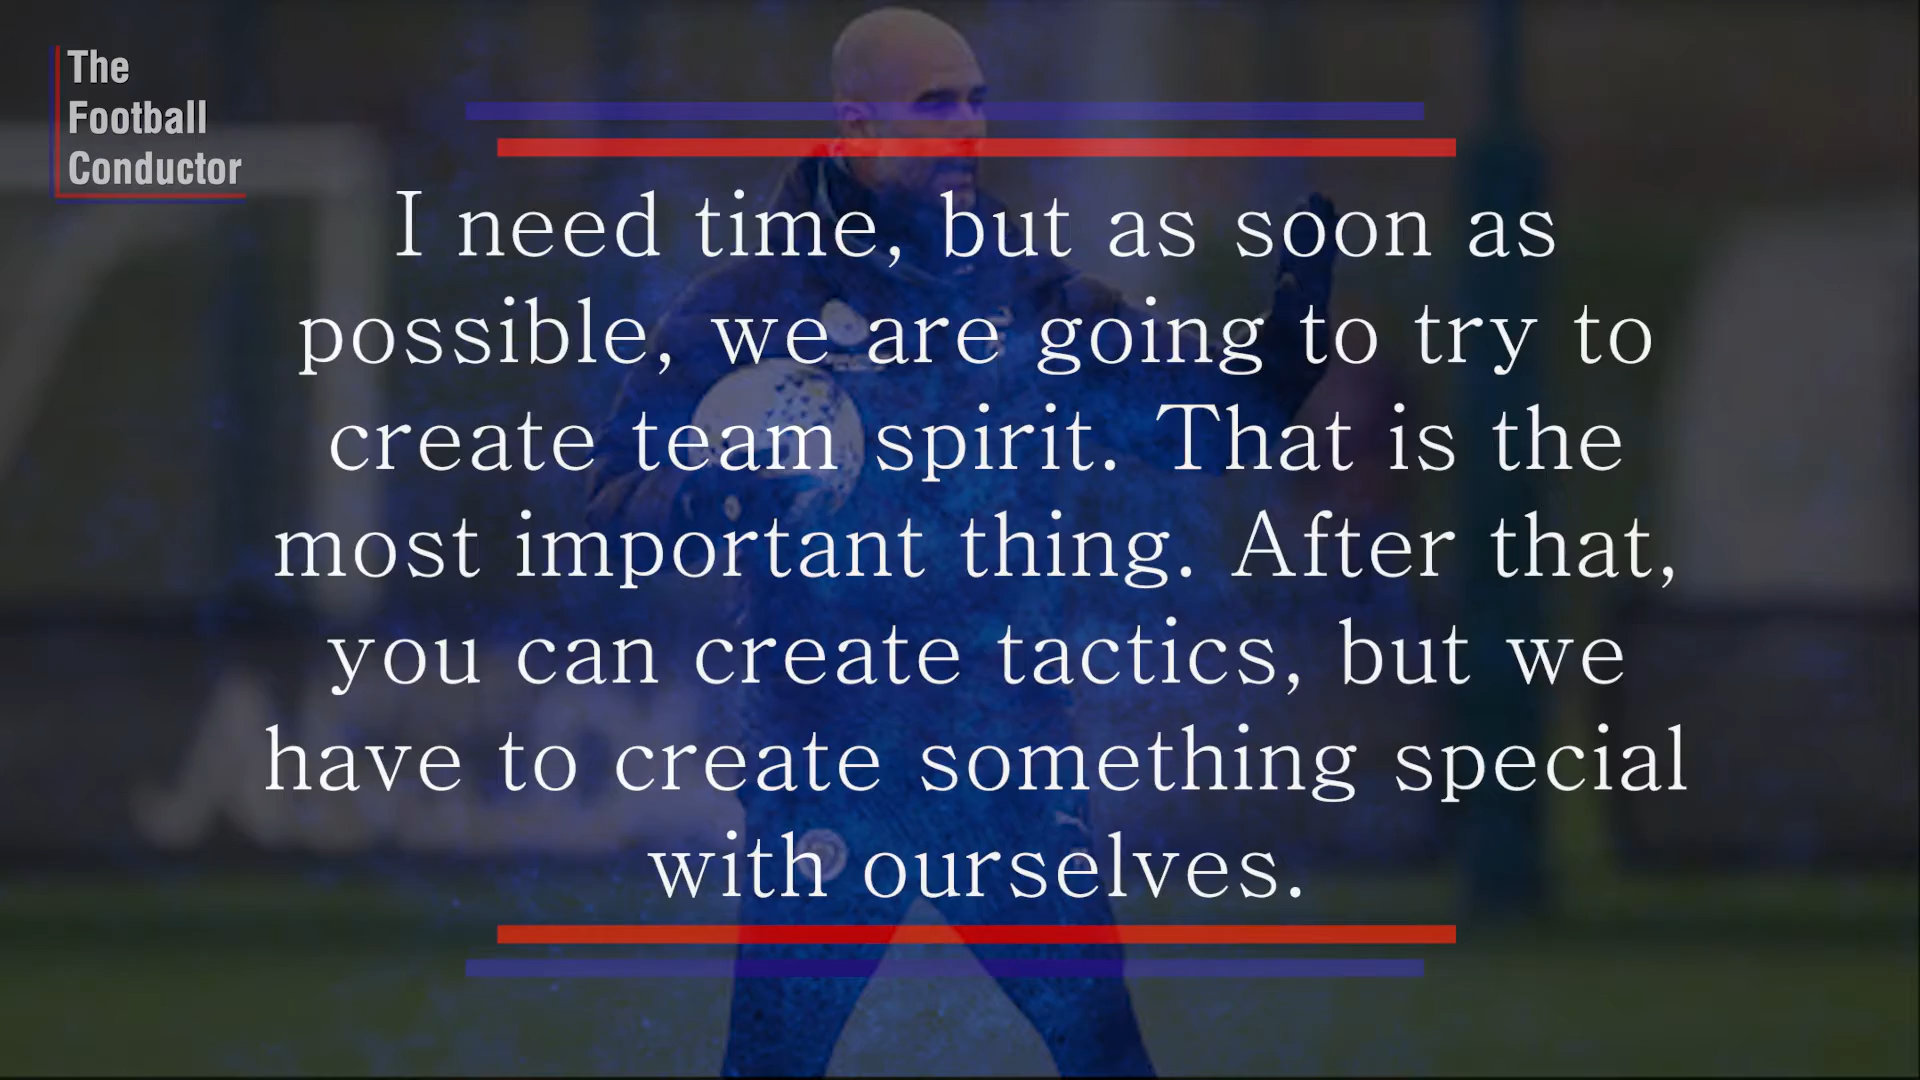 The
Football
Conductor
I need time, but as soon as
possible, we are going to try to
create team spirit. That is the
most important thing. After that,
you can create tactics, but we
have to create something special
with ourselves.